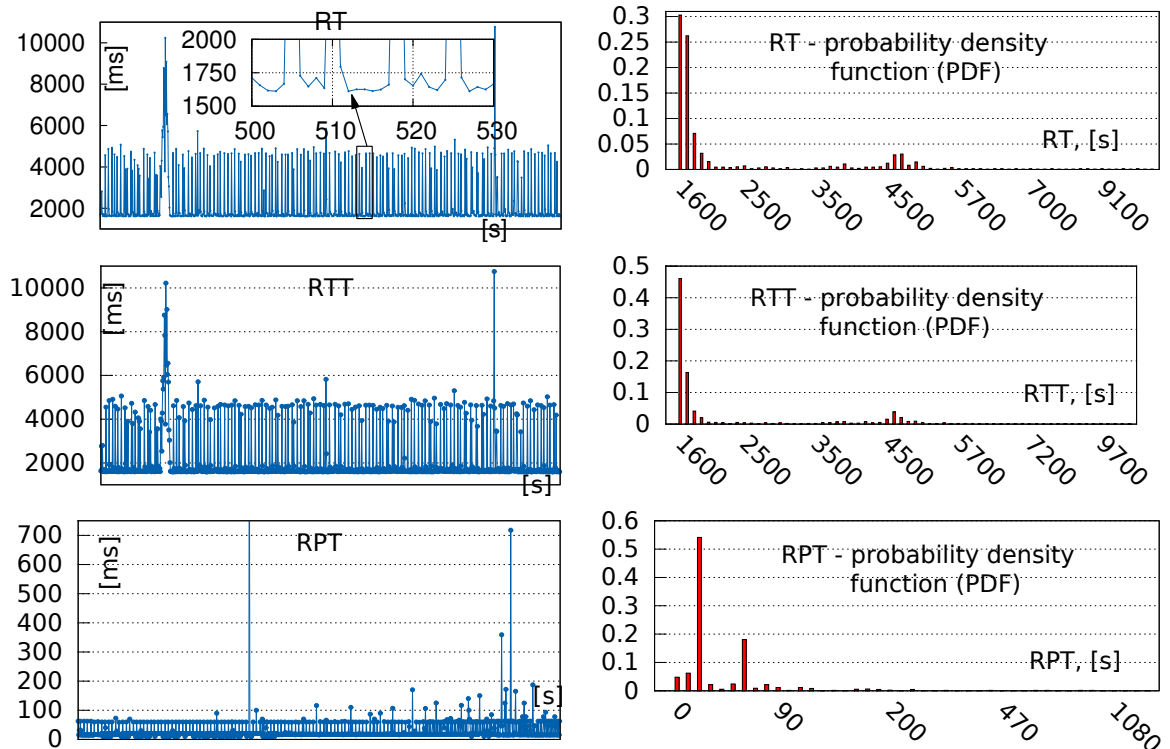 RT
[ms]
10000
8000
6000
4000
2000
2000
1750
1500
500 510 520 530
[s]
RT - probability density
function (PDF)
0.3
0.25
0.2
0.15
0.1
0.05
0
RT, [s]
1600 2500 3500 4500 5700 7000 9100
RTT
[ms]
10000
8000
6000
4000
2000
[s]
RTT - probability density
function (PDF)
0.5
0.4
0.3
0.2
0.1
0
RTT, [s]
1600 2500 3500 4500 5700 7200 9700
RPT
[ms]
700
600
500
400
300
200
100
0
[s]
RPT - probability density
function (PDF)
0.6
0.5
0.4
0.3
0.2
0.1
0
RPT, [s]
0 90 200 470 1080